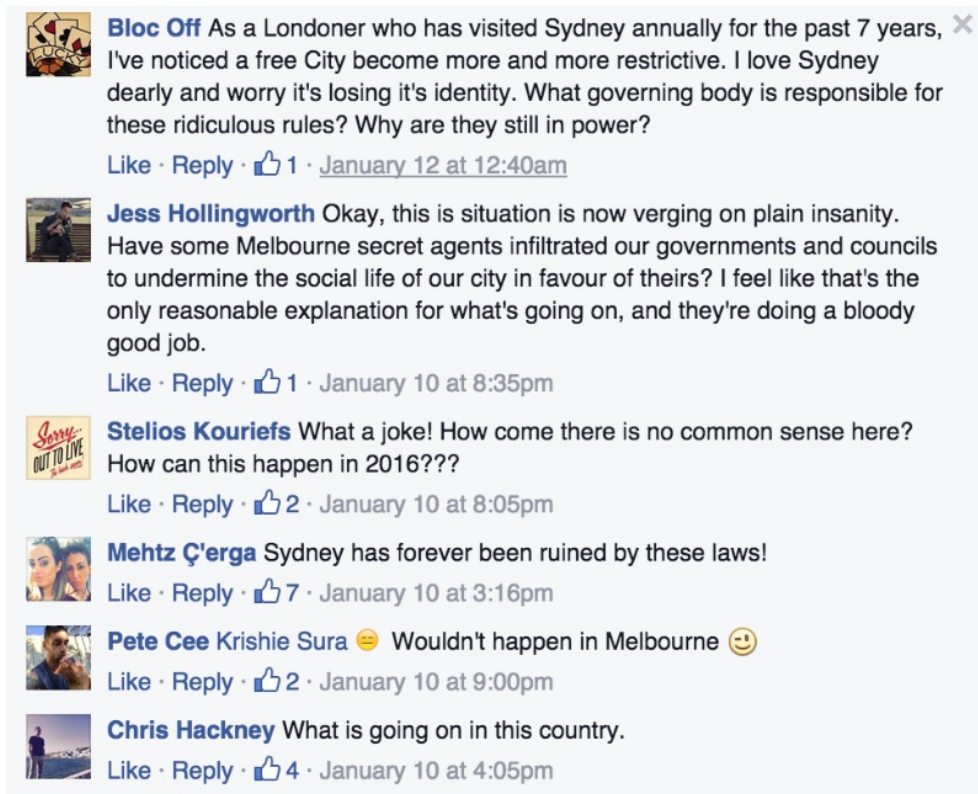 Bloc Off As a Londoner who has visited Sydney annually for the past 7 years,
I've noticed a free City become more and more restrictive. I love Sydney
dearly and worry it's losing it's identity. What governing body is responsible for
these ridiculous rules? Why are they still in power?
Like · Reply · 1 · January 12 at 12:40am
Jess Hollingworth Okay, this is situation is now verging on plain insanity.
Have some Melbourne secret agents infiltrated our governments and councils
to undermine the social life of our city in favour of theirs? I feel like that's the
only reasonable explanation for what's going on, and they're doing a bloody
good job.
Like · Reply · 1 · January 10 at 8:35pm
Sorry...
OUT TO LIVE
Stelios Kouriefs What a joke! How come there is no common sense here?
How can this happen in 2016???
Like · Reply · 2 · January 10 at 8:05pm
Mehtz Ç'erga Sydney has forever been ruined by these laws!
Like · Reply · 7 · January 10 at 3:16pm
Pete Cee Krishie Sura 😑 Wouldn't happen in Melbourne 😉
Like · Reply · 2 · January 10 at 9:00pm
Chris Hackney What is going on in this country.
Like · Reply · 4 · January 10 at 4:05pm